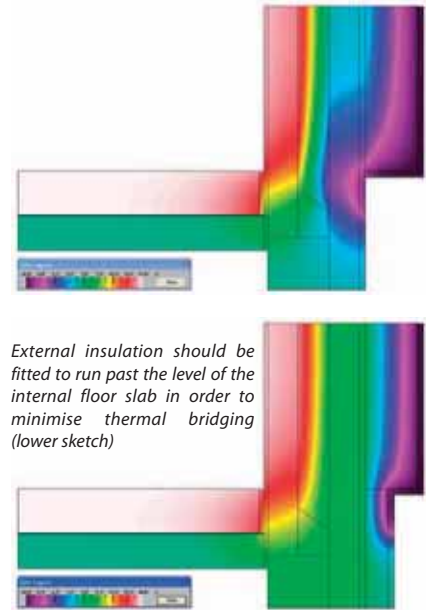 External insulation should be
fitted to run past the level of the
internal floor slab in order to
minimise thermal bridging
(lower sketch)